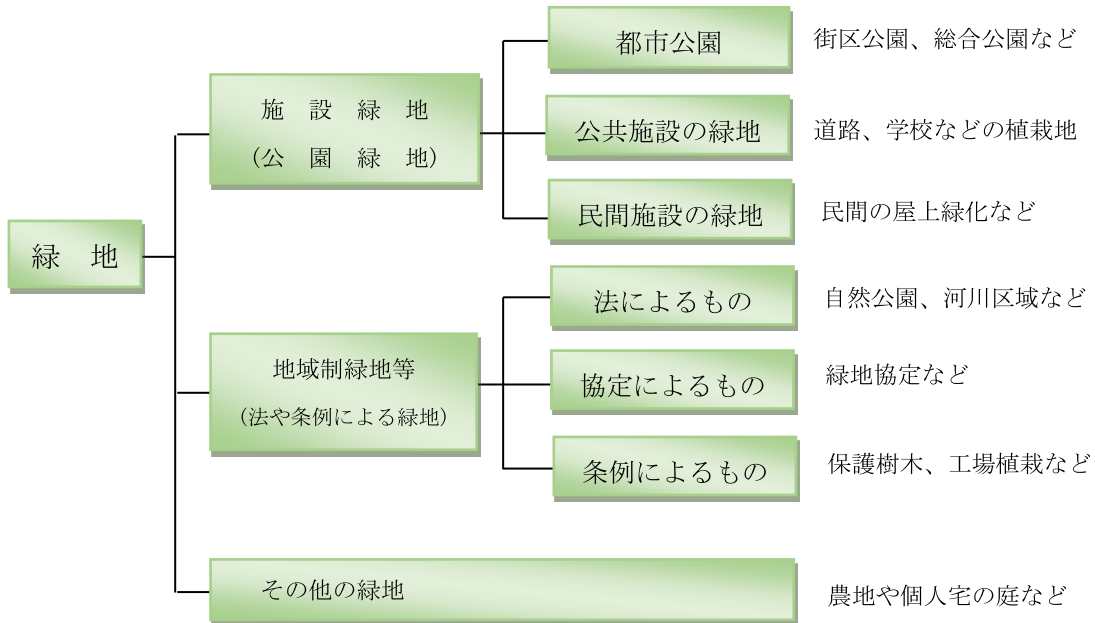 緑　地
施　設　緑　地
（公　園　緑　地）
都市公園
街区公園、総合公園など
公共施設の緑地
道路、学校などの植栽地
民間施設の緑地
民間の屋上緑化など
地域制緑地等
（法や条例による緑地）
法によるもの
自然公園、河川区域など
協定によるもの
緑地協定など
条例によるもの
保護樹木、工場植栽など
その他の緑地
農地や個人宅の庭など